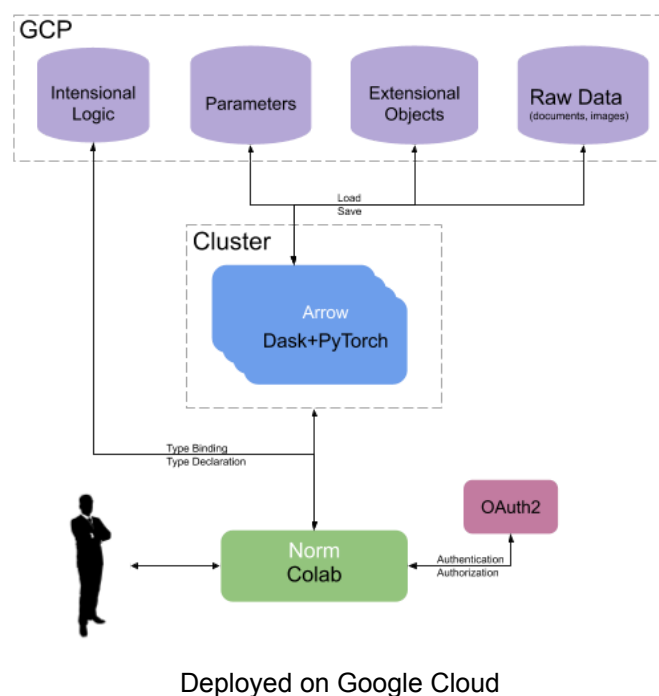 GCP
Intensional
Logic
Parameters
Extensional
Objects
Raw Data
(documents, images)
Load
Save
Cluster
Arrow
Dask+PyTorch
Type Binding
Type Declaration
OAuth2
Norm
Colab
Authentication
Authorization
Deployed on Google Cloud